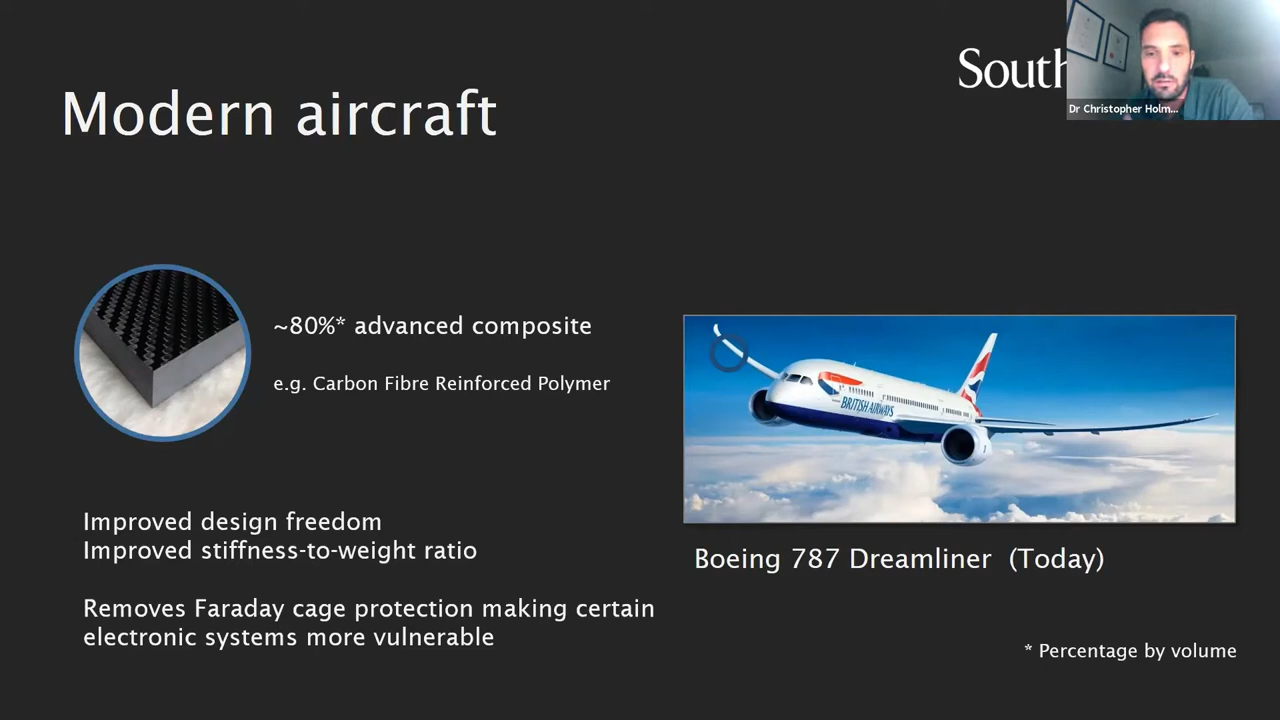 Modern aircraft
South
Dr Christopher Holm...
~80%* advanced composite
e.g. Carbon Fibre Reinforced Polymer
BRITISH AIRWAYS
Improved design freedom
Improved stiffness-to-weight ratio
Boeing 787 Dreamliner (Today)
Removes Faraday cage protection making certain
electronic systems more vulnerable
* Percentage by volume